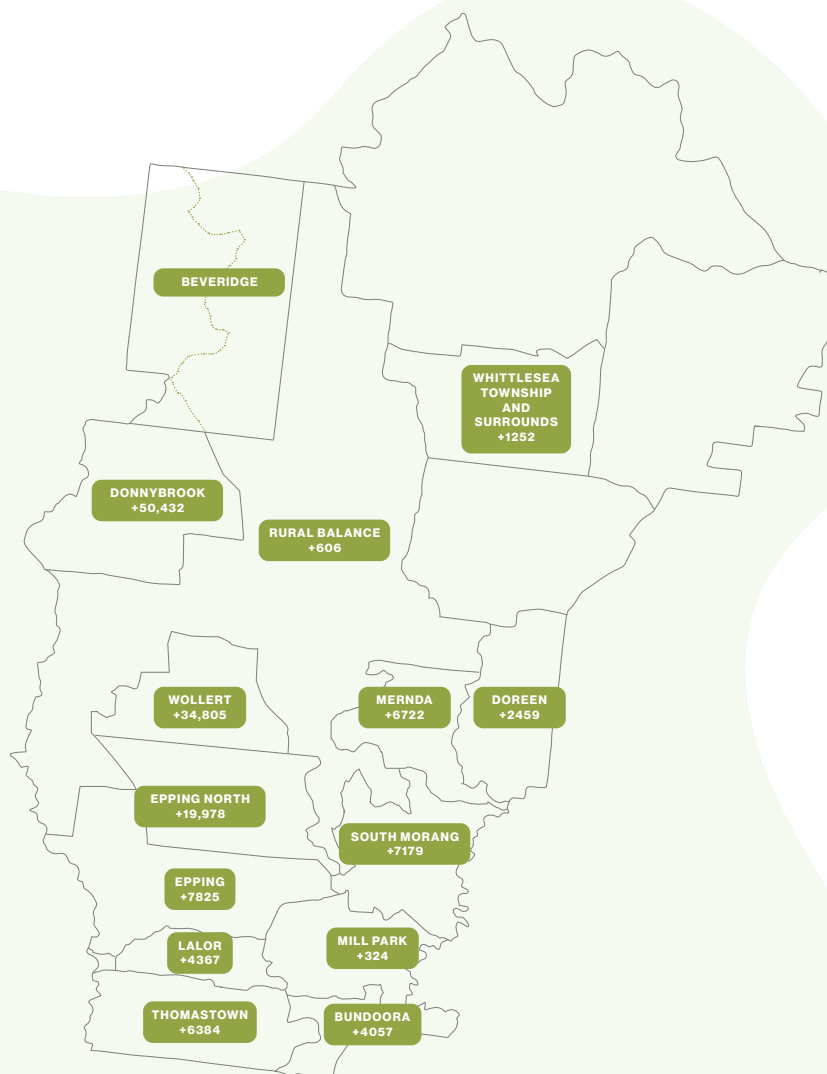 BEVERIDGE
WHITTLESEA
TOWNSHIP
AND
SURROUNDS
+1252
DONNYBROOK
+50,432
RURAL BALANCE
+606
WOLLERT
+34,805
MERNDA
+6722
DOREEN
+2459
EPPING NORTH
+19,978
SOUTH MORANG
+7179
EPPING
+7825
LALOR
+4367
MILL PARK
+324
THOMASTOWN
+6384
BUNDOORA
+4057